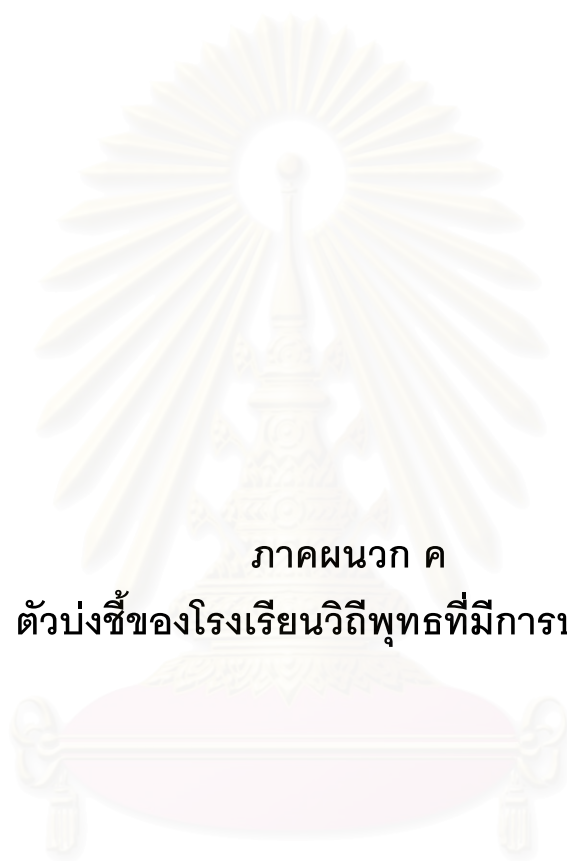 ภาคผนวก ค
ตัวบ่งชี้ของโรงเรียนวิถีพุทธที่มีการ